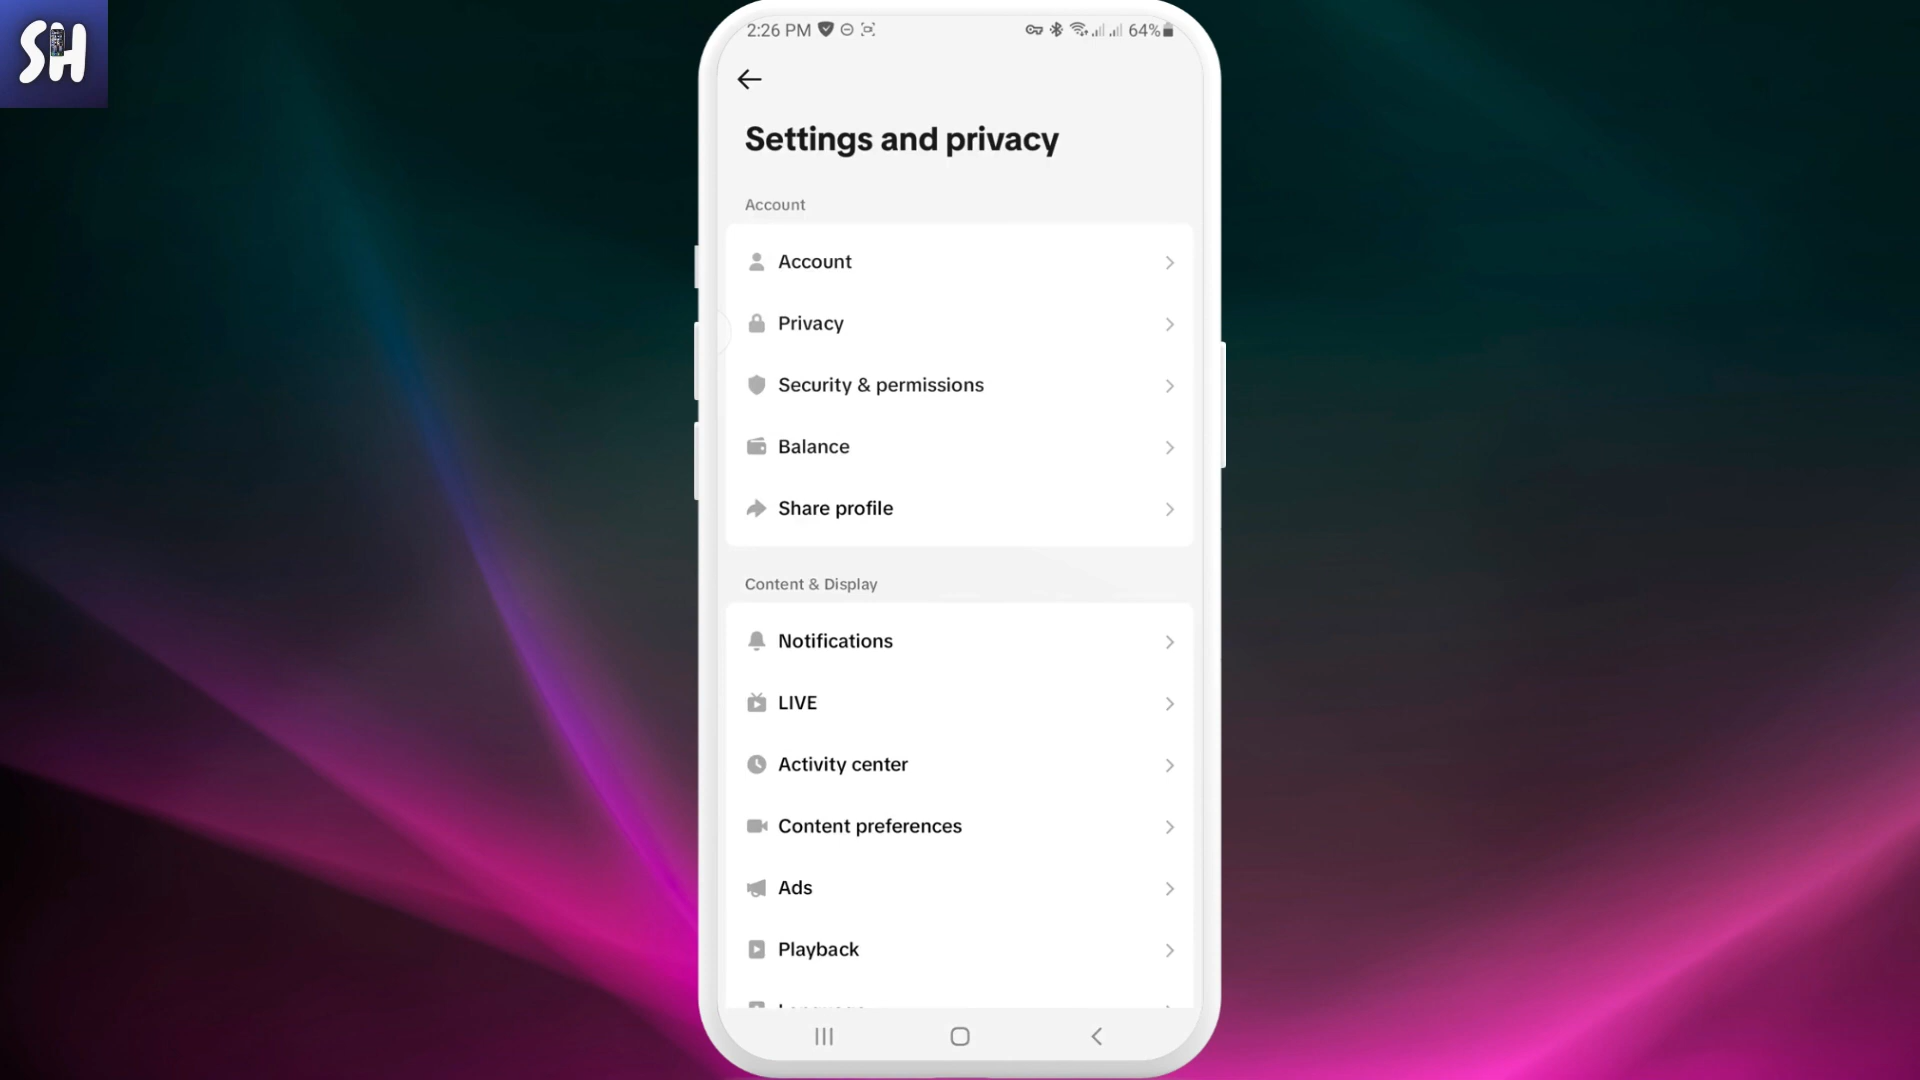 SH
2:26 PM 64%
Settings and privacy
Account
Account
Privacy
Security & permissions
Balance
Share profile
Content & Display
Notifications
LIVE
Activity center
Content preferences
Ads
Playback